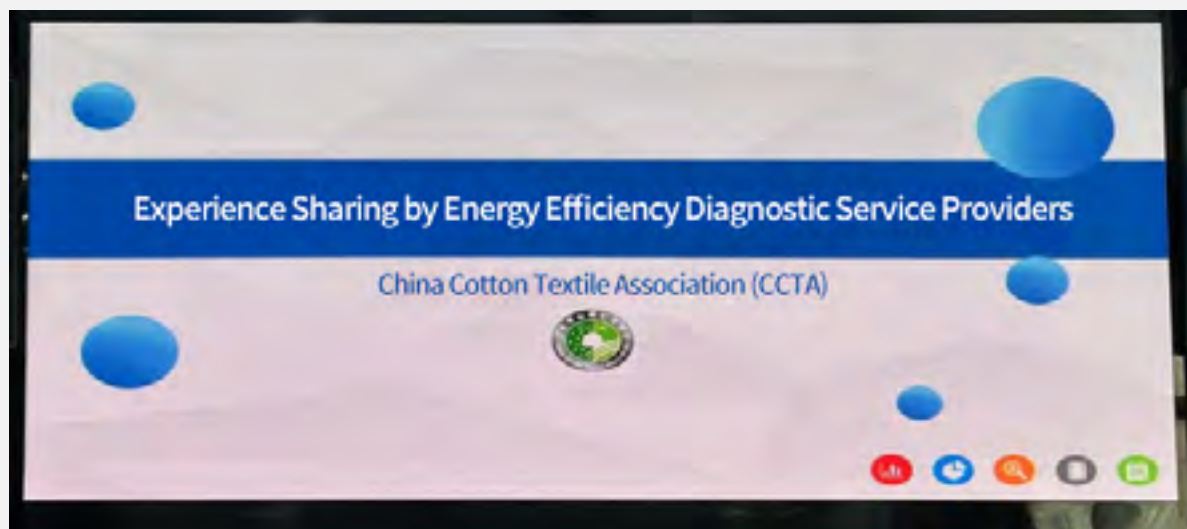 Experience Sharing by Energy Efficiency Diagnostic Service Providers
China Cotton Textile Association (CCTA)